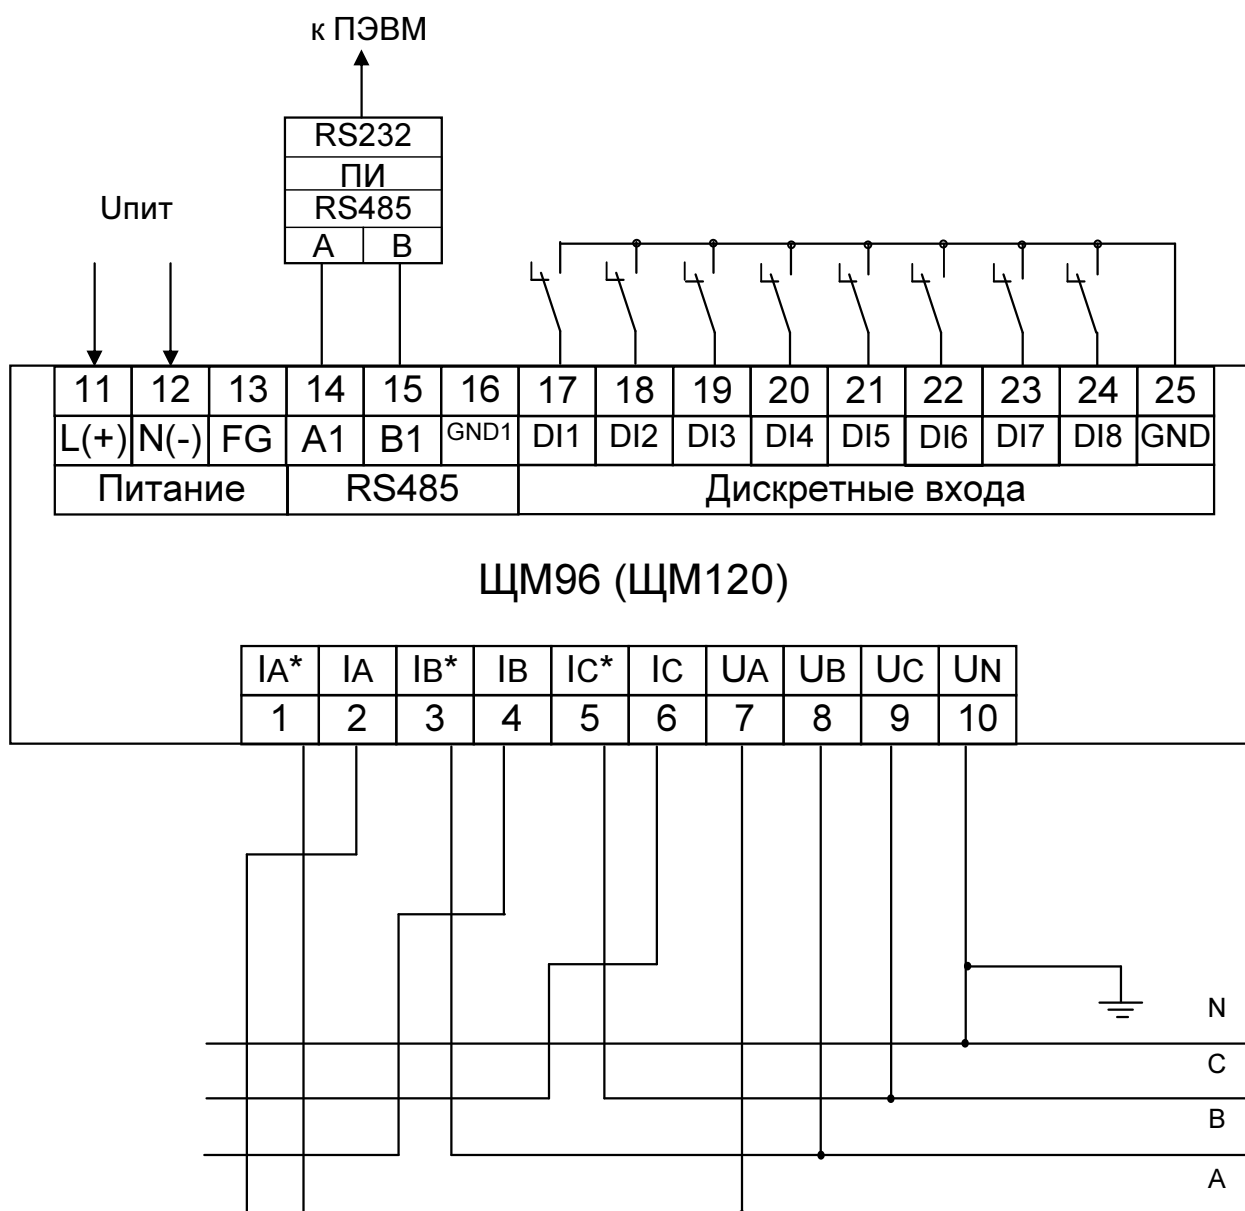 к ПЭВМ
RS232
ПИ
Uпит
RS485
A B
11 12 13 14 15 16 17 18 19 20 21 22 23 24 25
L(+) N(-) FG A1 B1 GND1 DI1 DI2 DI3 DI4 DI5 DI6 DI7 DI8 GND
Питание RS485 Дискретные входа
ЩМ96 (ЩМ120)
IA* IA IB* IB IC* IC UA UB UC UN
1 2 3 4 5 6 7 8 9 10
N
C
B
A